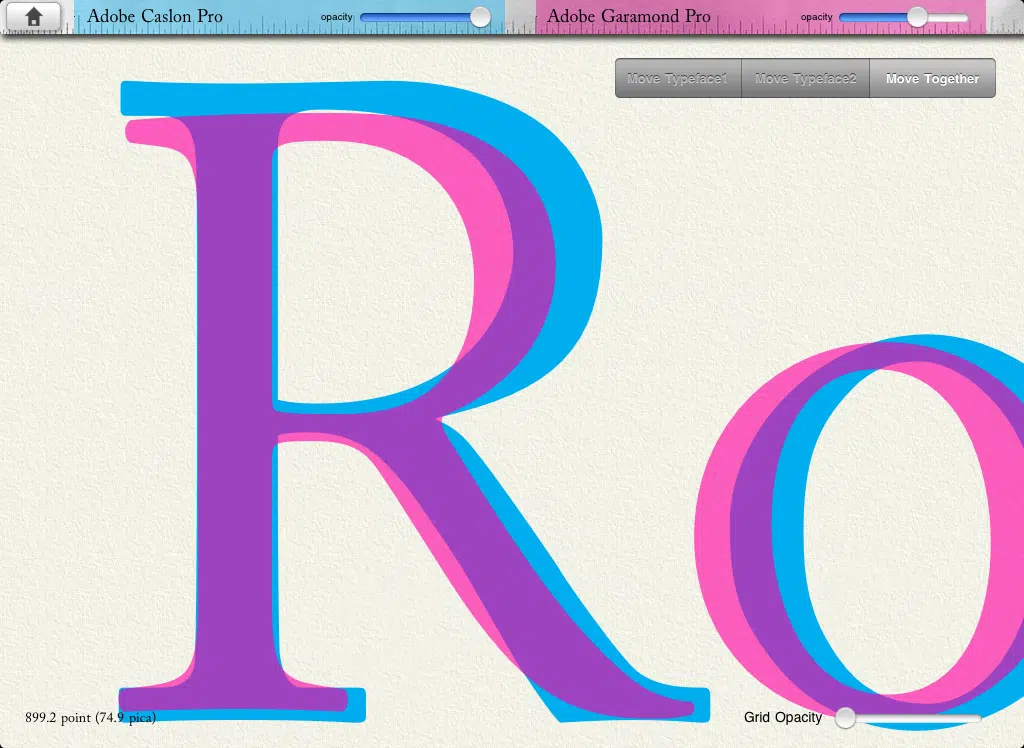 Adobe Caslon Pro opacity Adobe Garamond Pro opacity
Move Typeface1 Move Typeface2 Move Together
Ro
899.2 point (74.9 pica) Grid Opacity